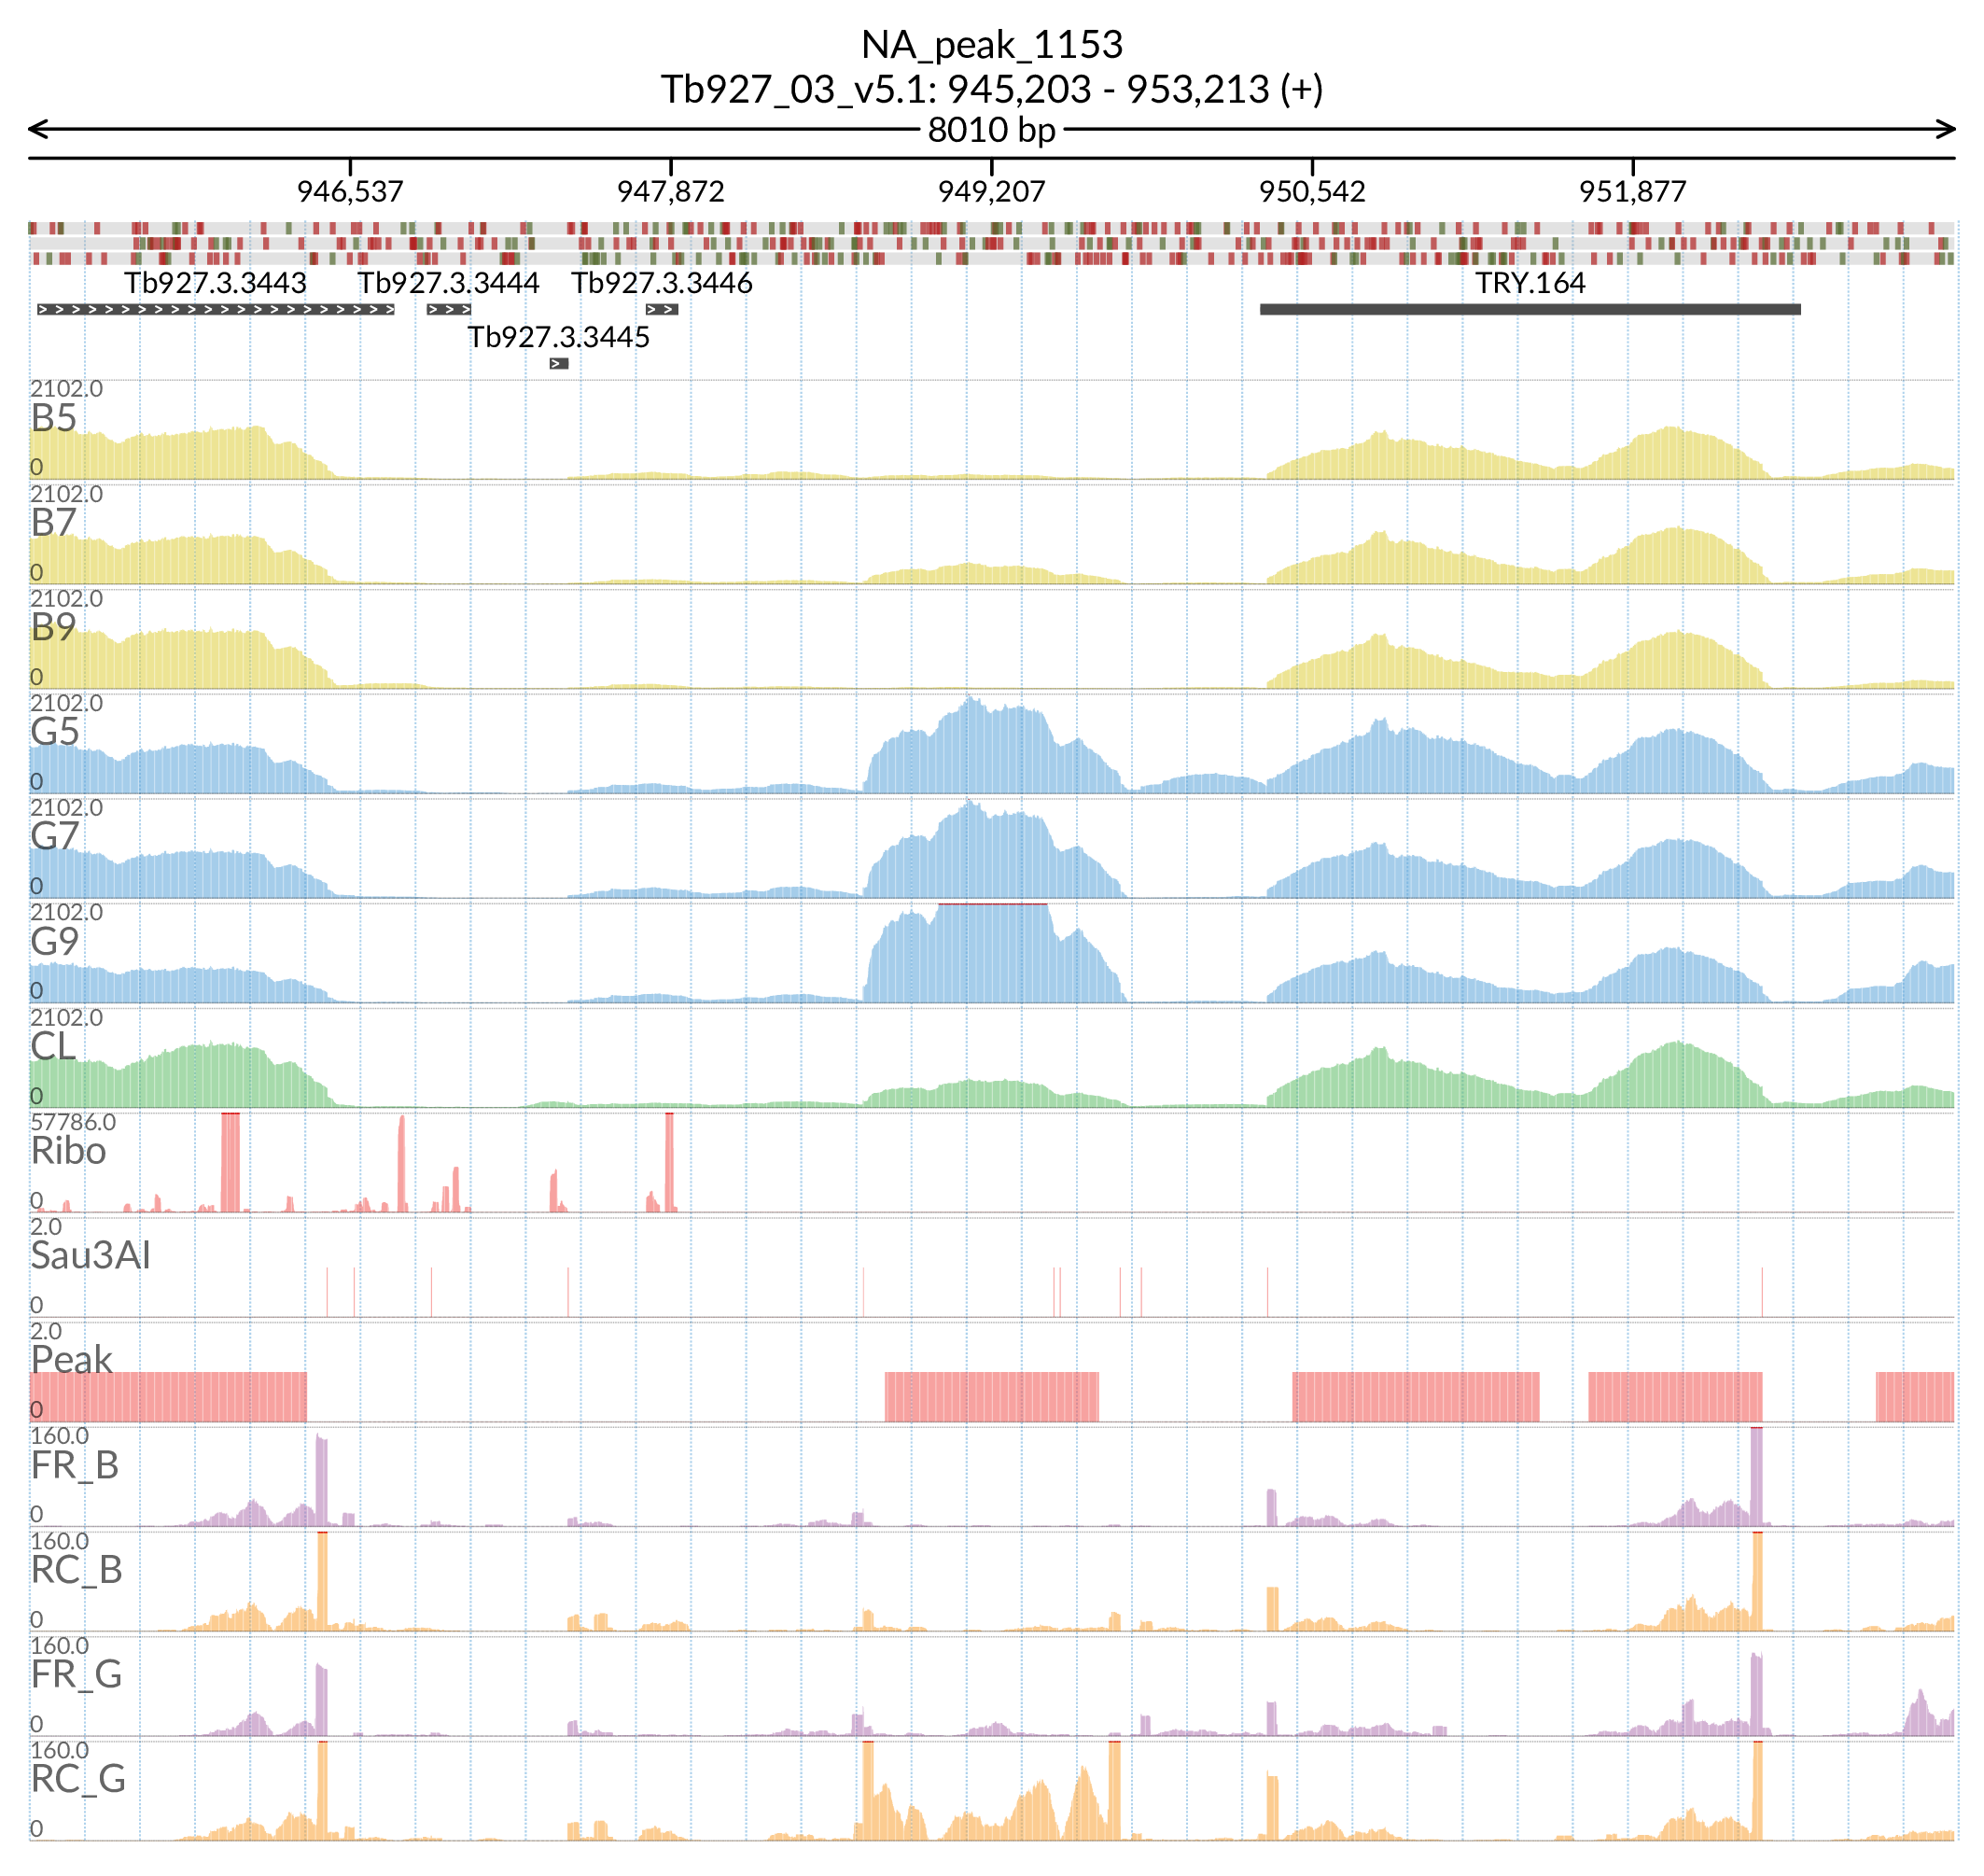 NA_peak_1153
Tb927_03_v5.1: 945,203 - 953,213 (+)
8010 bp
946,537 947,872 949,207 950,542 951,877
Tb927.3.3443 Tb927.3.3444 Tb927.3.3446 TRY.164
Tb927.3.3445
2102.0
B5
0
2102.0
B7
0
2102.0
B9
0
2102.0
G5
0
2102.0
G7
0
2102.0
G9
0
2102.0
CL
0
57786.0
Ribo
0
2.0
Sau3AI
0
2.0
Peak
0
160.0
FR_B
0
160.0
RC_B
0
160.0
FR_G
0
160.0
RC_G
0